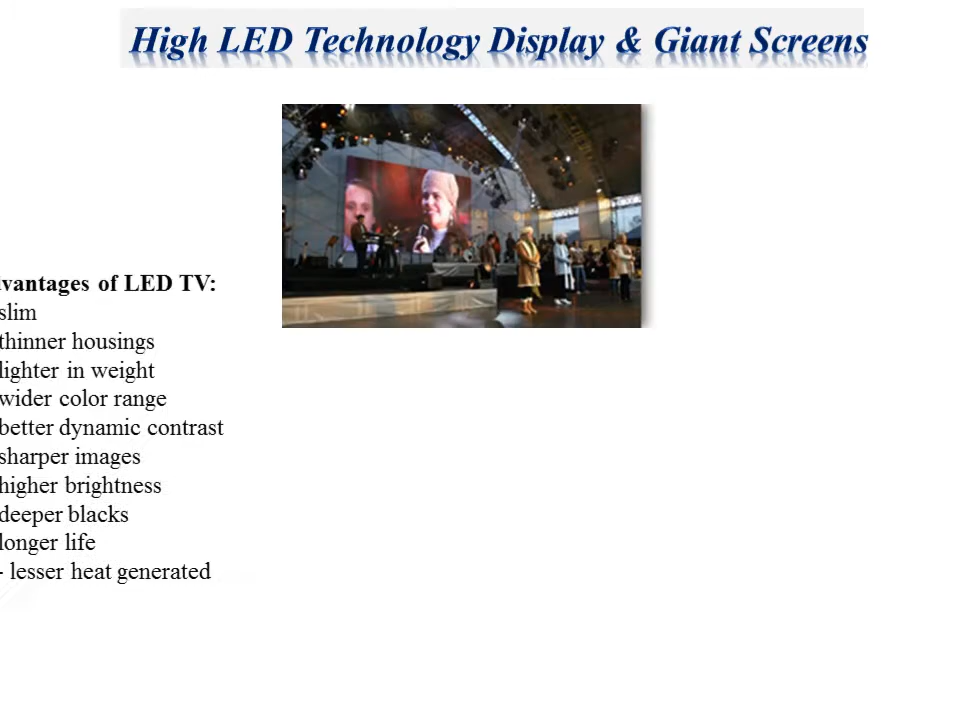 High LED Technology Display & Giant Screens
dvantages of LED TV:
slim
thinner housings
lighter in weight
wider color range
better dynamic contrast
sharper images
higher brightness
deeper blacks
longer life
- lesser heat generated